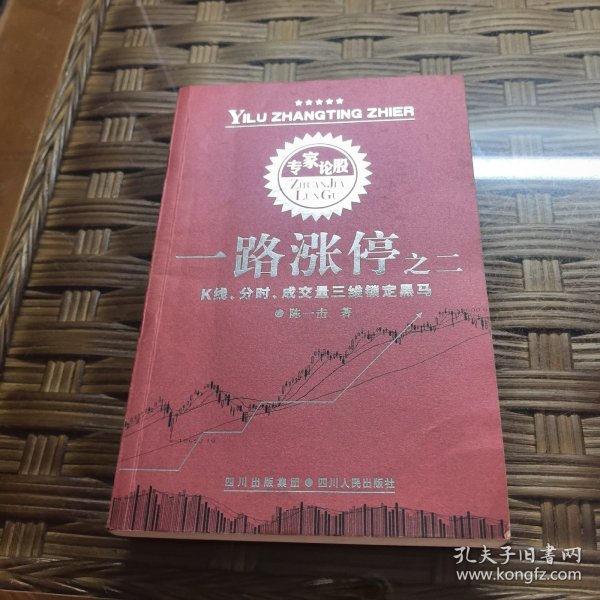 ★★★★★
YILU ZHANGTING ZHIER
专家论股
ZHUANJIA
LUNGU
一路涨停之二
K线、分时、成交量三维锁定黑马
陈一击 著
四川出版集团 四川人民出版社
孔夫子旧書网
www.kongfz.com